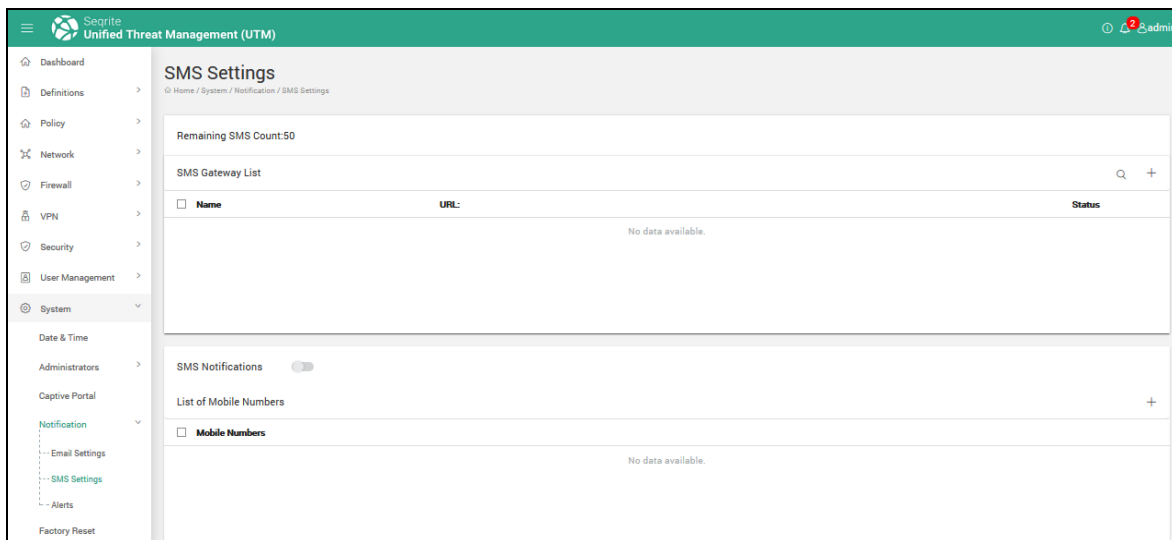 Seqrite
Unified Threat Management (UTM)
2
admin
Dashboard
Definitions
Policy
Network
Firewall
VPN
Security
User Management
System
Date & Time
Administrators
Captive Portal
Notification
Email Settings
SMS Settings
Alerts
Factory Reset
SMS Settings
Home / System / Notification / SMS Settings
Remaining SMS Count:50
SMS Gateway List
Name URL: Status
No data available.
SMS Notifications
List of Mobile Numbers
Mobile Numbers
No data available.